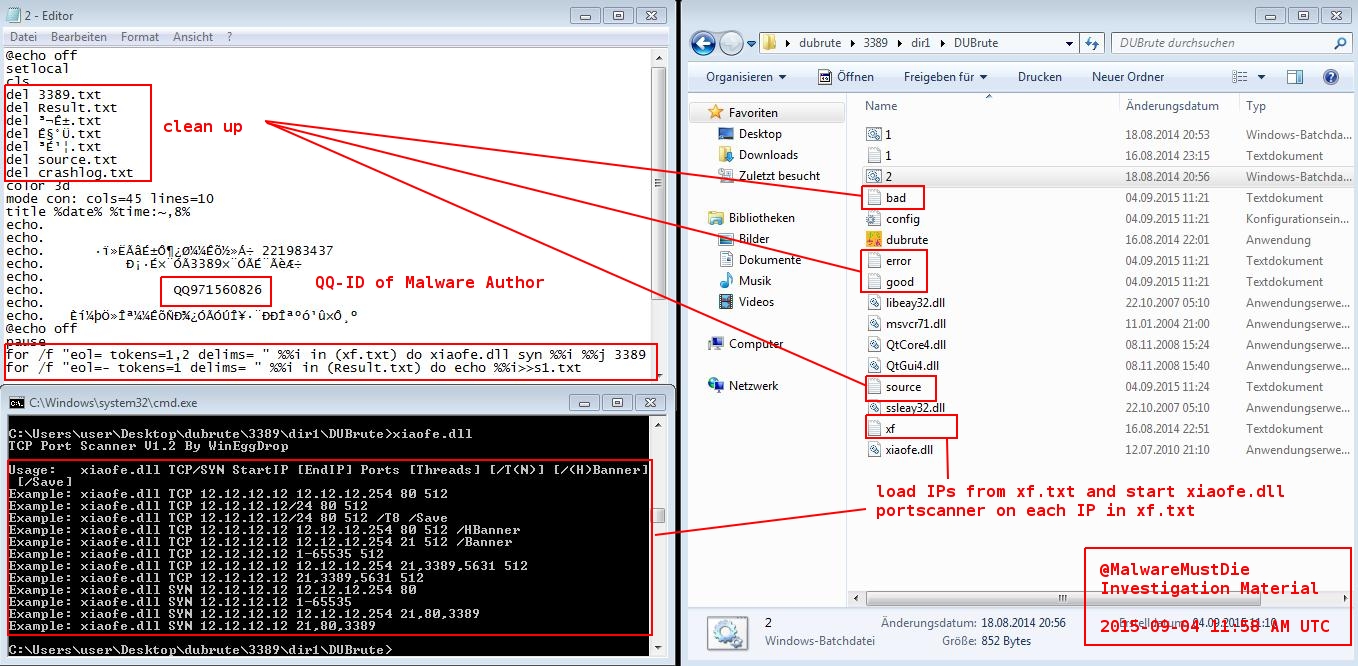 2 - Editor
Datei Bearbeiten Format Ansicht ?
@echo off
setlocal
cls
del 3389.txt
del Result.txt
del ³¬É±.txt
del É§°Ü.txt
del ³É¹¦.txt
del source.txt
del crashlog.txt
color 3d
mode con: cols=45 lines=10
title %date% %time:~,8%
echo.
echo.
echo. 221983437
echo.
echo.
echo. QQ971560826
echo.
echo.
@echo off
pause
for /f "eol= tokens=1,2 delims= " %%i in (xf.txt) do xiaofe.dll syn %%i %%j 3389
for /f "eol=- tokens=1 delims= " %%i in (Result.txt) do echo %%i>>s1.txt
clean up
QQ-ID of Malware Author
C:\Windows\system32\cmd.exe
C:\Users\user\Desktop\dubrute\3389\dir1\DUBrute>xiaofe.dll
TCP Port Scanner V1.2 By WinEggDrop
Usage: xiaofe.dll TCP/SYN StartIP [EndIP] Ports [Threads] [/T(N)] [/(H)Banner]
[/Save]
Example: xiaofe.dll TCP 12.12.12.12 12.12.12.254 80 512
Example: xiaofe.dll TCP 12.12.12.12/24 80 512
Example: xiaofe.dll TCP 12.12.12.12/24 80 512 /T8 /Save
Example: xiaofe.dll TCP 12.12.12.12 12.12.12.254 80 512 /HBanner
Example: xiaofe.dll TCP 12.12.12.12 12.12.12.254 21 512 /Banner
Example: xiaofe.dll TCP 12.12.12.12 1-65535 512
Example: xiaofe.dll TCP 12.12.12.12 12.12.12.254 21,3389,5631 512
Example: xiaofe.dll TCP 12.12.12.12 21,3389,5631 512
Example: xiaofe.dll SYN 12.12.12.12 12.12.12.254 80
Example: xiaofe.dll SYN 12.12.12.12 1-65535
Example: xiaofe.dll SYN 12.12.12.12 12.12.12.254 21,80,3389
Example: xiaofe.dll SYN 12.12.12.12 21,80,3389
C:\Users\user\Desktop\dubrute\3389\dir1\DUBrute>
dubrute 3389 dir1 DUBrute
DUBrute durchsuchen
Organisieren Öffnen Freigeben für Drucken Neuer Ordner
Favoriten
Desktop
Downloads
Zuletzt besucht
Bibliotheken
Bilder
Dokumente
Musik
Videos
Computer
Netzwerk
Name Änderungsdatum Typ
1 18.08.2014 20:53 Windows-Batchda...
1 16.08.2014 23:15 Textdokument
2 18.08.2014 20:56 Windows-Batchda...
bad 04.09.2015 11:21 Textdokument
config 04.09.2015 11:21 Konfigurationsein...
dubrute 16.08.2014 22:01 Anwendung
error 04.09.2015 11:21 Textdokument
good 04.09.2015 11:21 Textdokument
libeay32.dll 22.10.2007 05:10 Anwendungserwe...
msvcr71.dll 11.01.2004 21:00 Anwendungserwe...
QtCore4.dll 08.11.2008 15:24 Anwendungserwe...
QtGui4.dll 08.11.2008 15:40 Anwendungserwe...
source 04.09.2015 11:24 Textdokument
ssleay32.dll 22.10.2007 05:10 Anwendungserwe...
xf 16.08.2014 22:51 Textdokument
xiaofe.dll 12.07.2010 21:10 Anwendungserwe...
load IPs from xf.txt and start xiaofe.dll
portscanner on each IP in xf.txt
@MalwareMustDie
Investigation Material
2015-09-04 11:58 AM UTC
2 Änderungsdatum: 18.08.2014 20:56 Erstelldatum: 04.09.2015 11:10
Windows-Batchdatei Größe: 852 Bytes